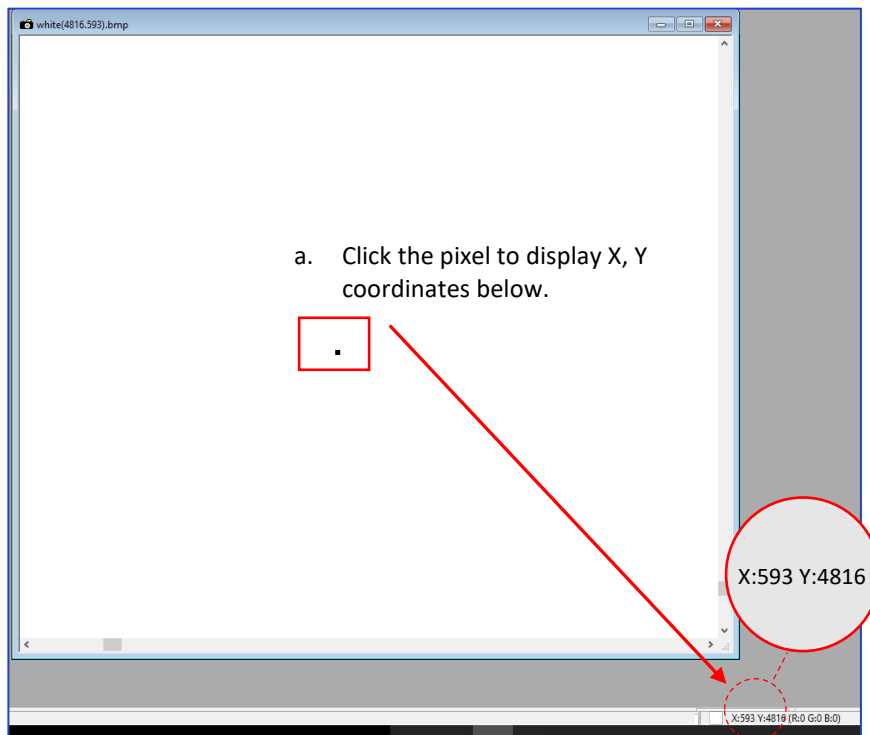 white(4816.593).bmp
a. Click the pixel to display X, Y
coordinates below.
X:593 Y:4816
X:593 Y:4816 (R:0 G:0 B:0)